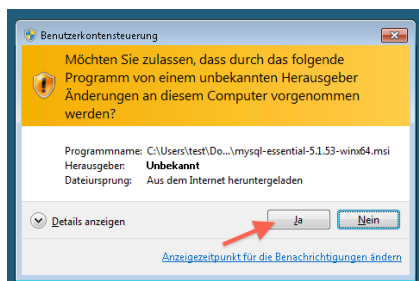 Benutzerkontensteuerung
Möchten Sie zulassen, dass durch das folgende
Programm von einem unbekannten Herausgeber
Änderungen an diesem Computer vorgenommen
werden?
Programmname: C:\Users\test\Do...\mysql-essential-5.1.53-winx64.msi
Herausgeber: Unbekannt
Dateiursprung: Aus dem Internet heruntergeladen
Details anzeigen
Ja
Nein
Anzeigezeitpunkt für die Benachrichtigungen ändern